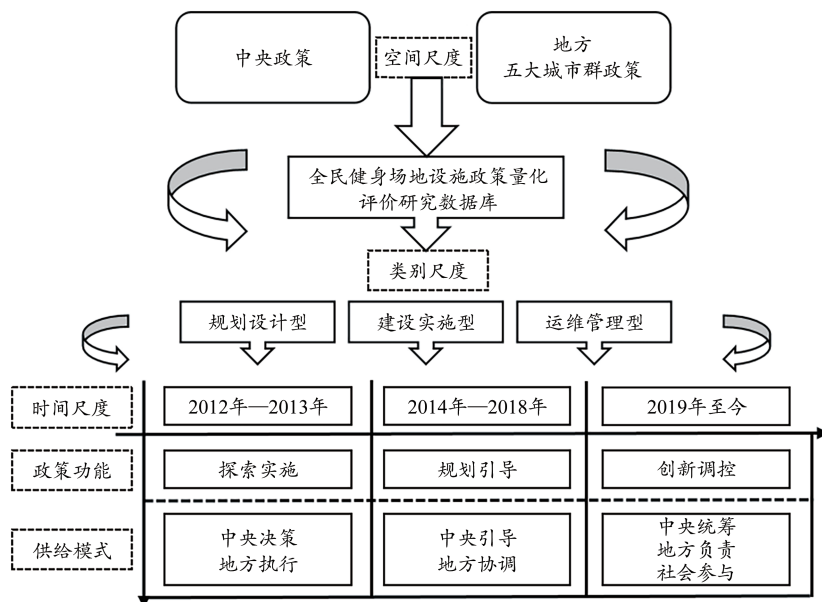 中央政策
空间尺度
地方
五大城市群政策
全民健身场地设施政策量化
评价研究数据库
类别尺度
规划设计型
建设实施型
运维管理型
时间尺度
2012年—2013年
2014年—2018年
2019年至今
政策功能
探索实施
规划引导
创新调控
供给模式
中央决策
地方执行
中央引导
地方协调
中央统筹
地方负责
社会参与